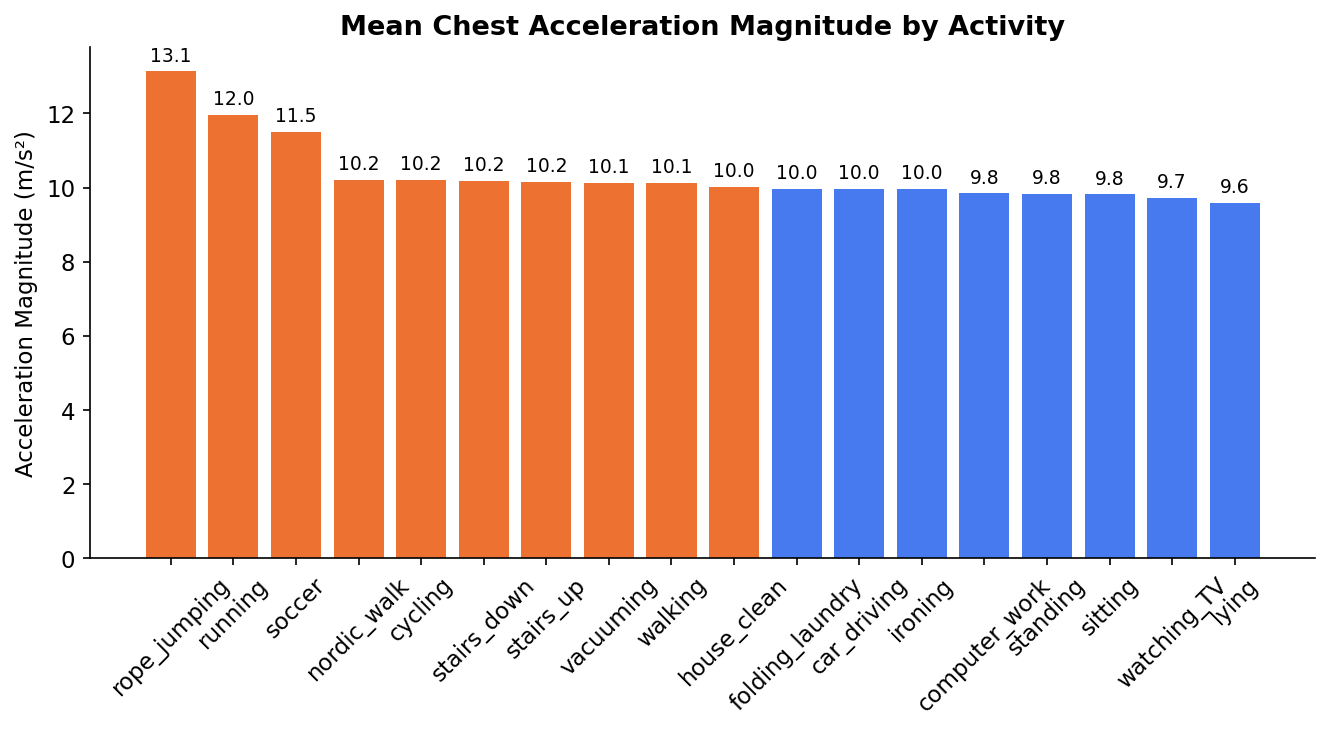 Mean Chest Acceleration Magnitude by Activity
Acceleration Magnitude (m/s²)
12
10
8
6
4
2
0
13.1
12.0
11.5
10.2
10.2
10.2
10.2
10.1
10.1
10.0
10.0
10.0
10.0
9.8
9.8
9.8
9.7
9.6
rope_jumping
running
soccer
nordic_walk
cycling
stairs_down
stairs_up
vacuuming
walking
house_clean
folding_laundry
car_driving
ironing
computer_work
standing
sitting
watching_TV
lying